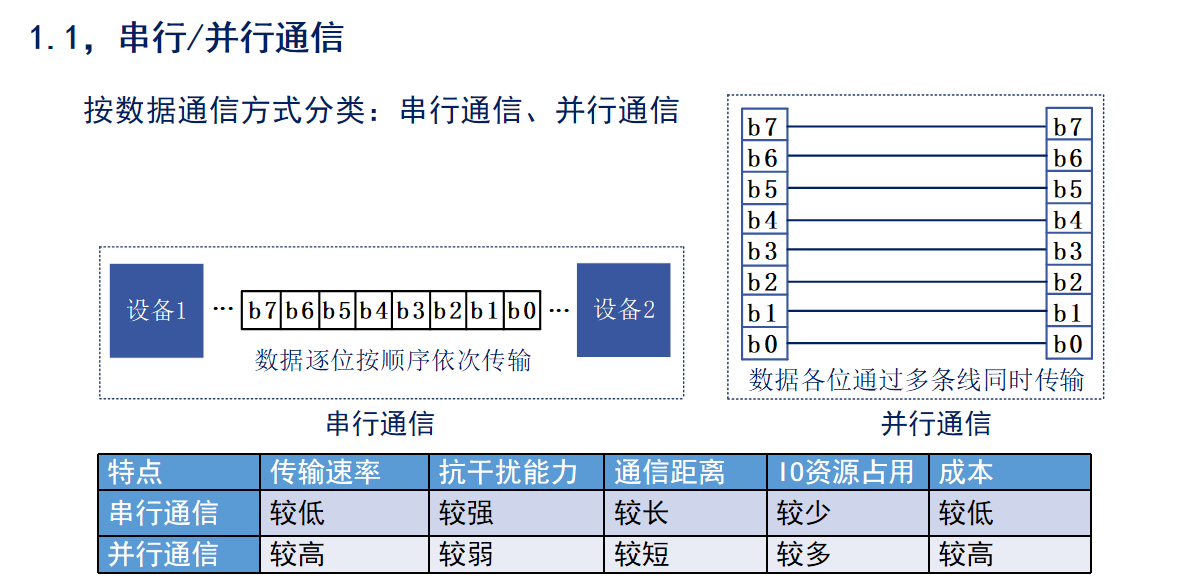 1.1，串行/并行通信
按数据通信方式分类：串行通信、并行通信
设备1 … b7 b6 b5 b4 b3 b2 b1 b0 … 设备2
数据逐位按顺序依次传输
串行通信
b7 b7
b6 b6
b5 b5
b4 b4
b3 b3
b2 b2
b1 b1
b0 b0
数据各位通过多条线同时传输
并行通信
特点 传输速率 抗干扰能力 通信距离 IO资源占用 成本
串行通信 较低 较强 较长 较少 较低
并行通信 较高 较弱 较短 较多 较高